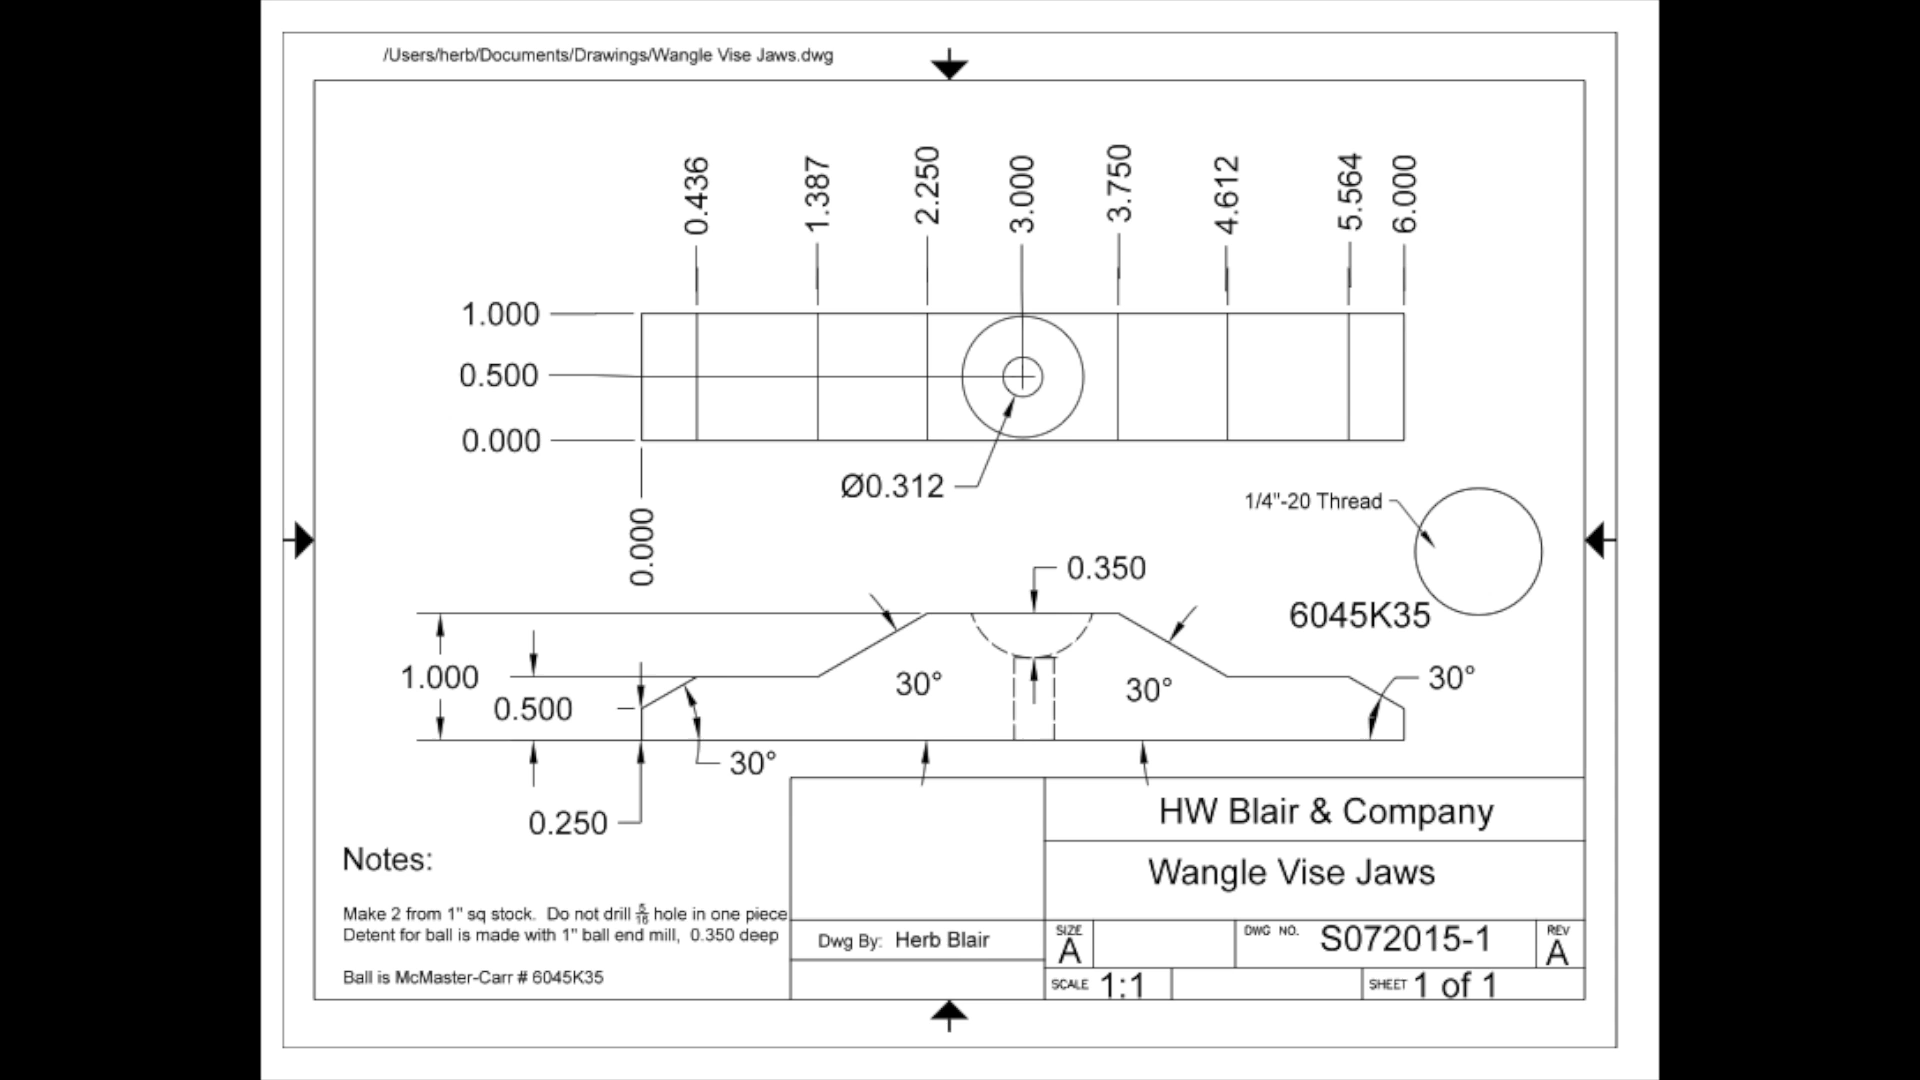 /Users/herb/Documents/Drawings/Wangle Vise Jaws.dwg
0.436
1.387
2.250
3.000
3.750
4.612
5.564
6.000
1.000
0.500
0.000
Ø0.312
0.000
1/4"-20 Thread
6045K35
0.350
1.000
0.500
0.250
30°
30°
30°
30°
Notes:
Make 2 from 1" sq stock. Do not drill 5/16 hole in one piece
Detent for ball is made with 1" ball end mill, 0.350 deep
Ball is McMaster-Carr # 6045K35
HW Blair & Company
Wangle Vise Jaws
Dwg By: Herb Blair
SIZE
A
DWG NO. S072015-1
REV
A
SCALE 1:1
SHEET 1 of 1